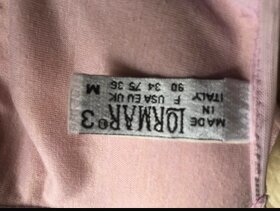 MADE
IN
ITALY
LORMAR
3
F USA EU UK
90 34 75 36
M